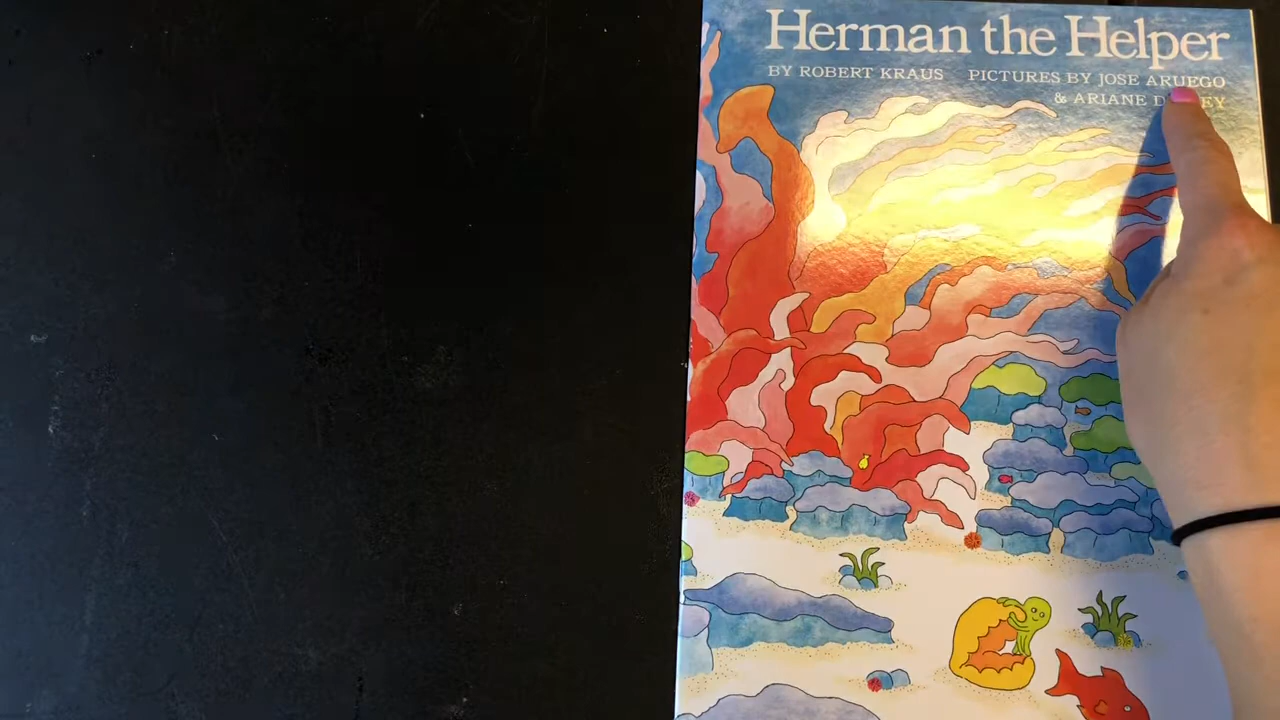 Herman the Helper
BY ROBERT KRAUS PICTURES BY JOSE ARUEGO
& ARIANE